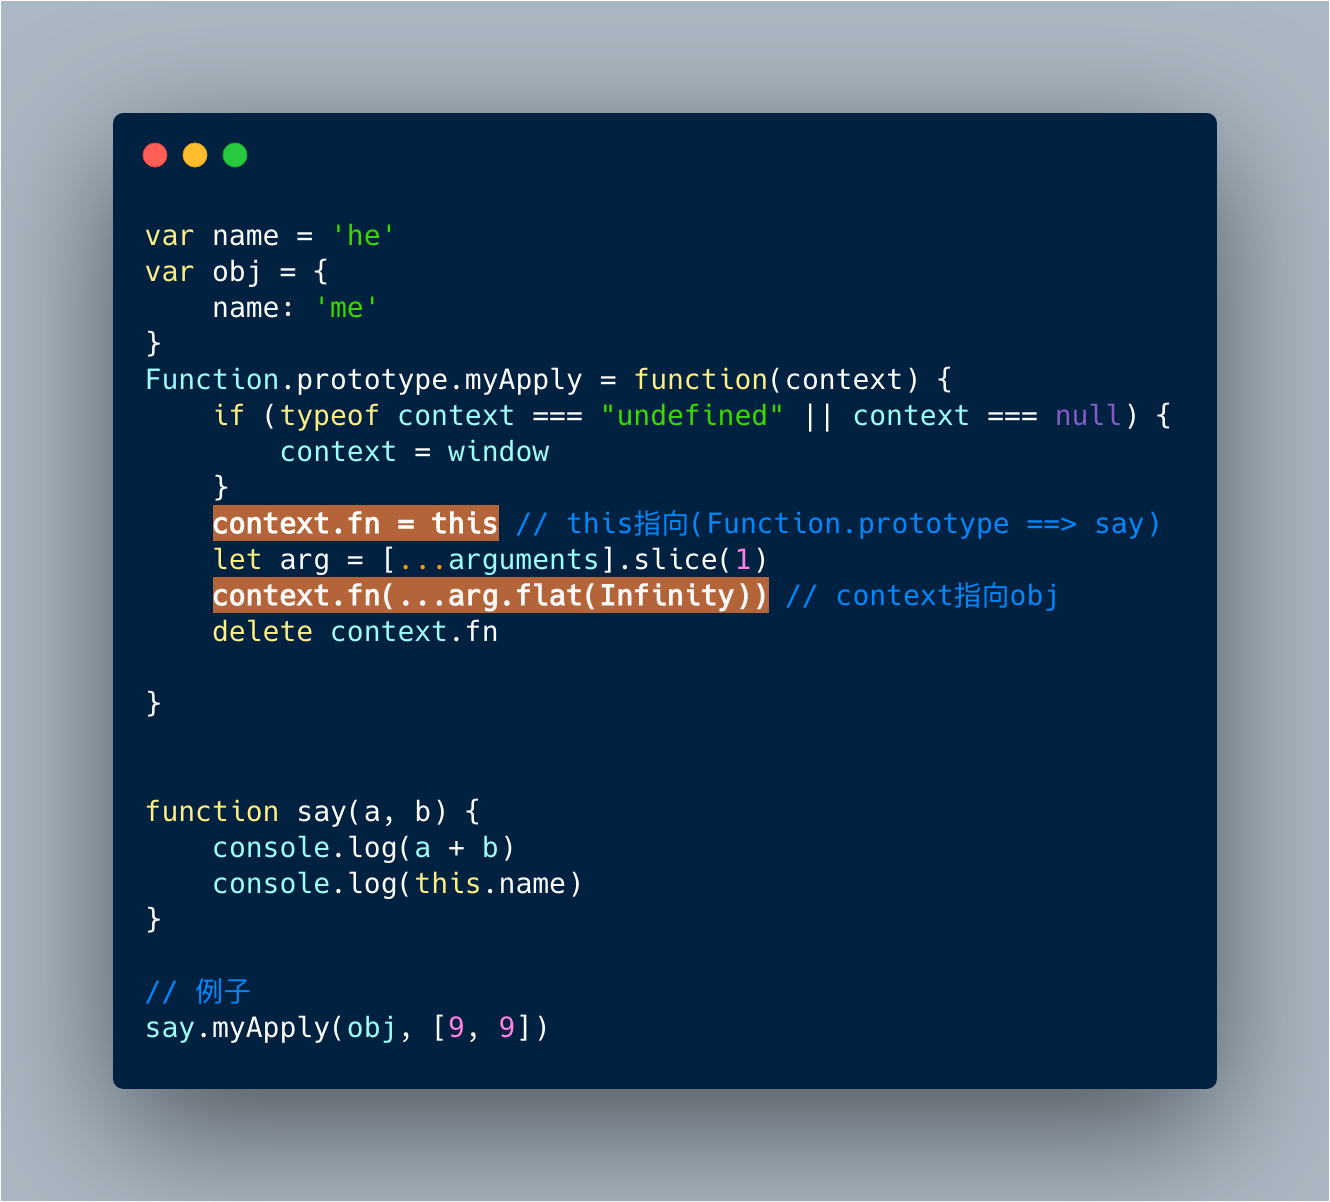 var name = 'he'
var obj = {
    name: 'me'
}
Function.prototype.myApply = function(context) {
    if (typeof context === "undefined" || context === null) {
        context = window
    }
    context.fn = this // this指向(Function.prototype ==> say)
    let arg = [...arguments].slice(1)
    context.fn(...arg.flat(Infinity)) // context指向obj
    delete context.fn
}
function say(a, b) {
    console.log(a + b)
    console.log(this.name)
}
// 例子
say.myApply(obj, [9, 9])